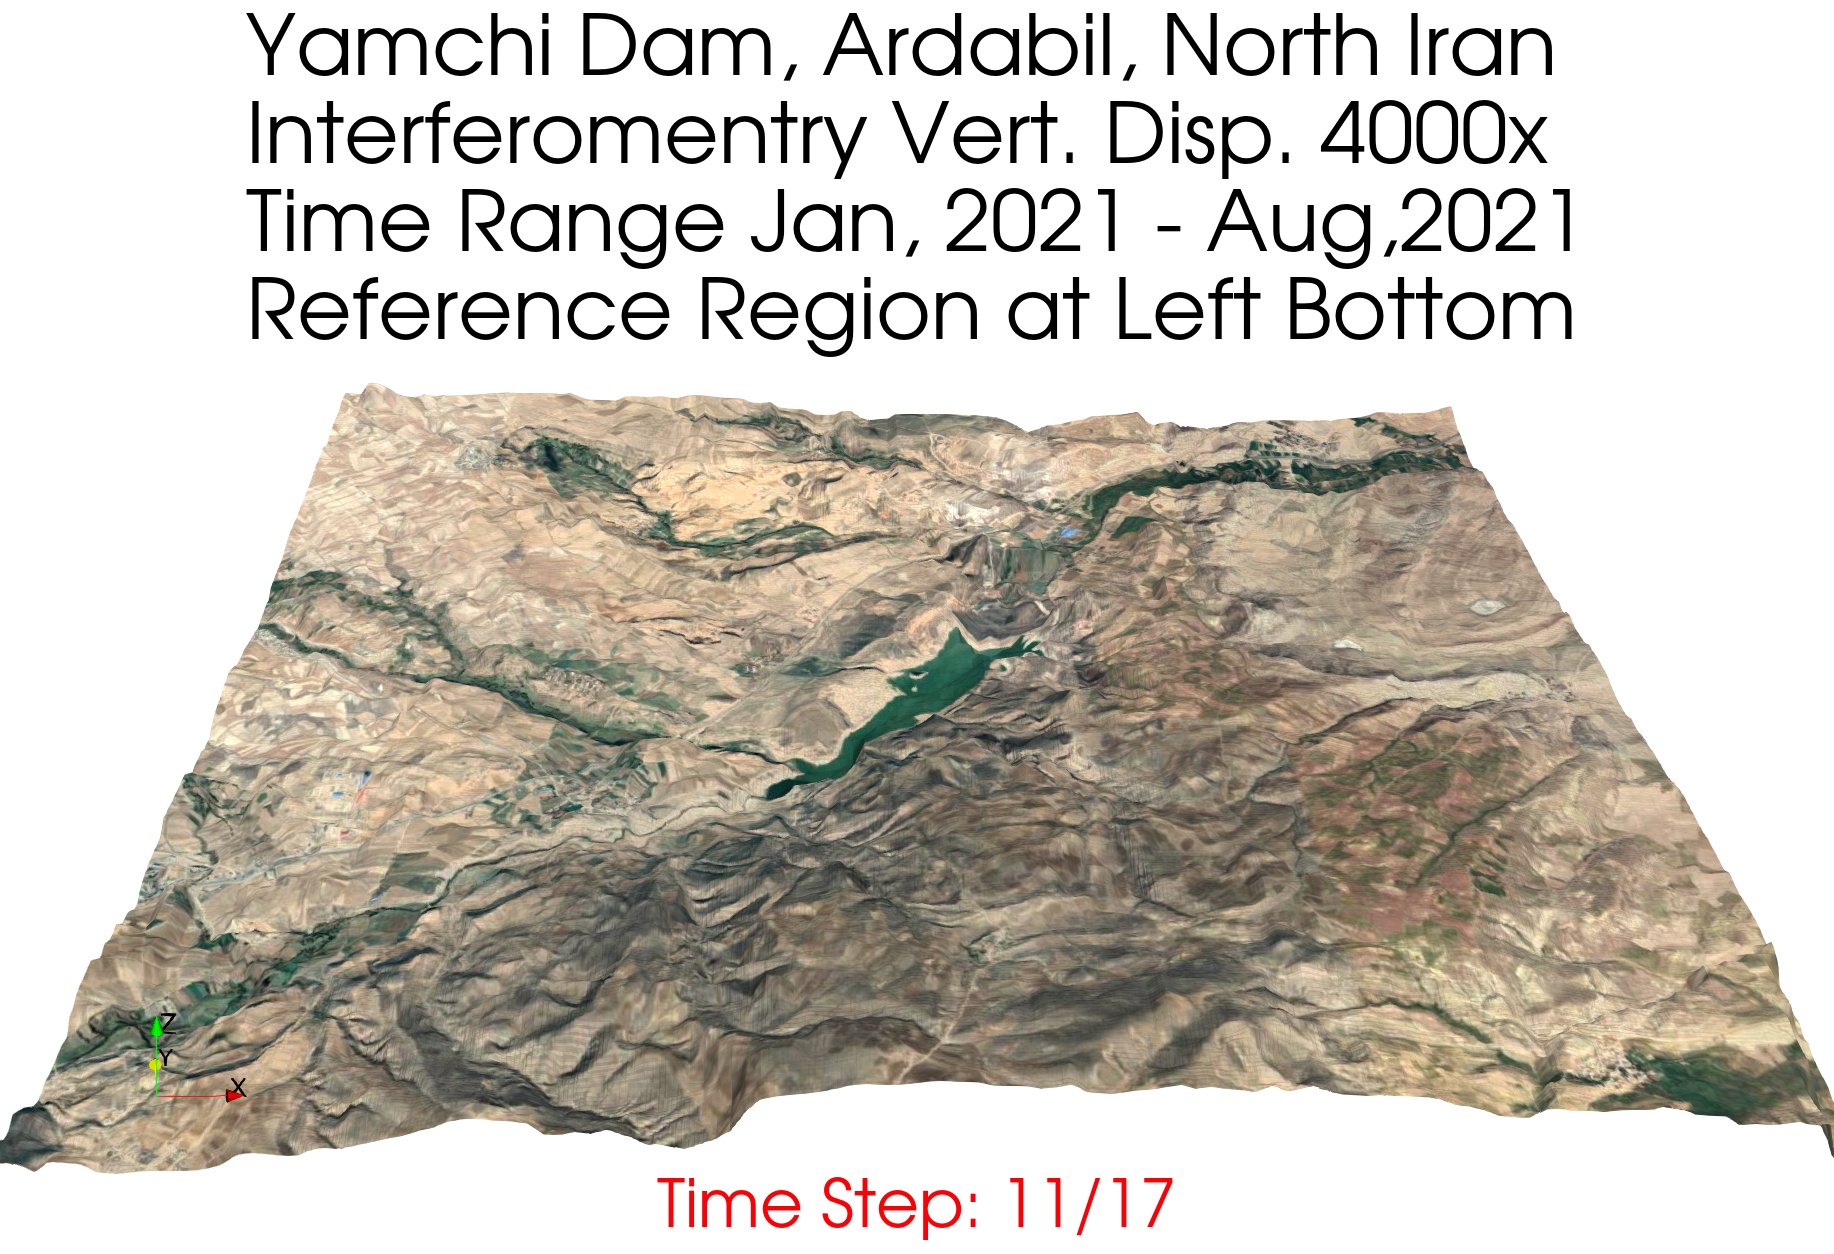 Yamchi Dam, Ardabil, North Iran
Interferomentry Vert. Disp. 4000x
Time Range Jan, 2021 - Aug,2021
Reference Region at Left Bottom
Z
Y
X
Time Step: 11/17